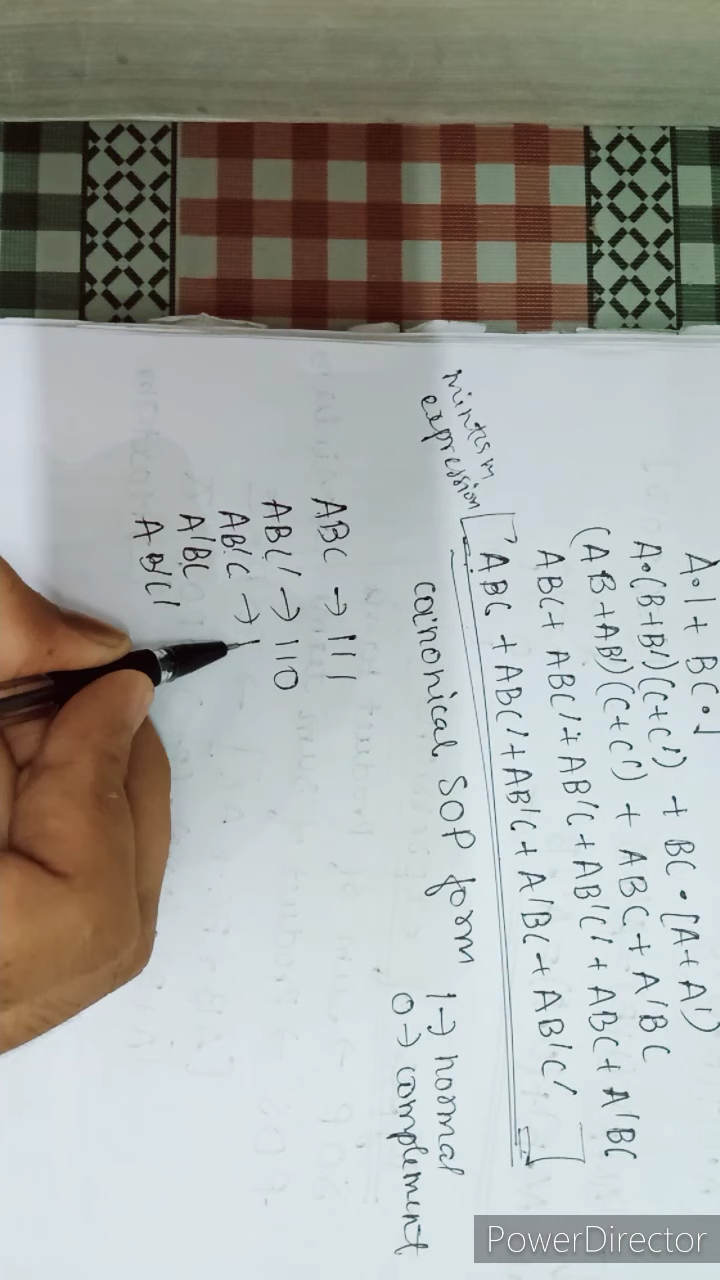 A.1 + BC.1
A.(B+B')(C+C') + BC.[A+A')
(AB+AB')(C+C') + ABC+A'BC
ABC+ ABC'+AB'C+AB'C'+ABC+A'BC
[ABC +ABC'+AB'C+A'BC+AB'C']
minterm
expression
canonical SOP form
1→ normal
0→ complement
ABC → 111
ABC' → 110
AB'C → 1
A'BC
AB'C'
PowerDirector